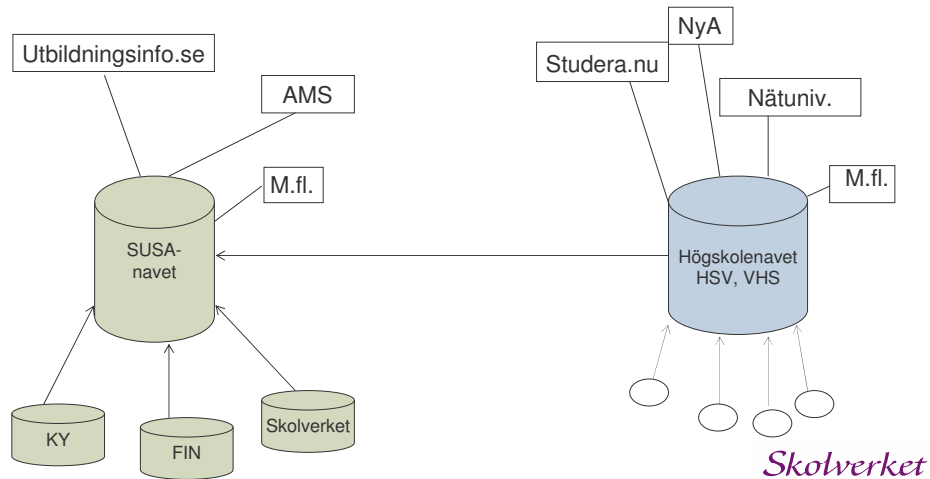 Utbildningsinfo.se
AMS
M.fl.
SUSA-
navet
KY
FIN
Skolverket
NyA
Studera.nu
Nätuniv.
M.fl.
Högskolenavet
HSV, VHS
Skolverket